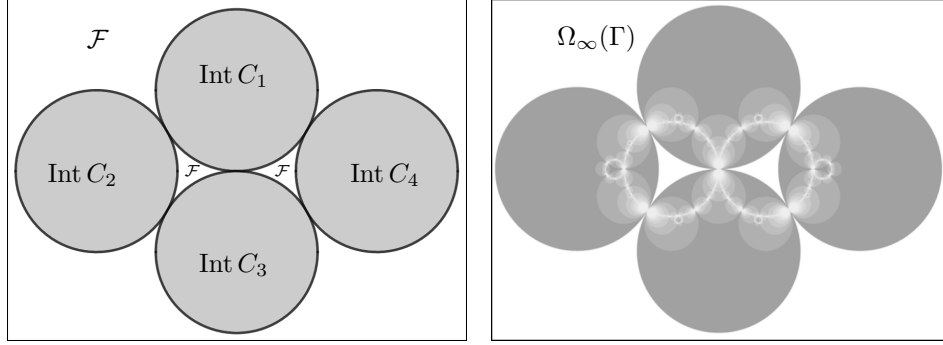 ℱ
Int C₁
Int C₂
ℱ
ℱ
Int C₄
Int C₃
Ω∞(Γ)